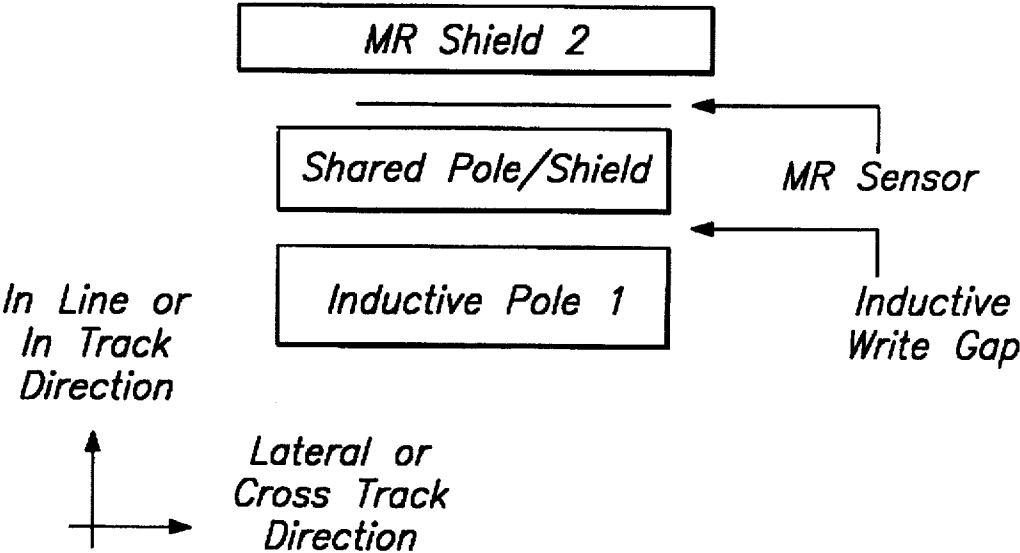 MR Shield 2
Shared Pole/Shield
MR Sensor
Inductive Pole 1
Inductive
Write Gap
In Line or
In Track
Direction
Lateral or
Cross Track
Direction